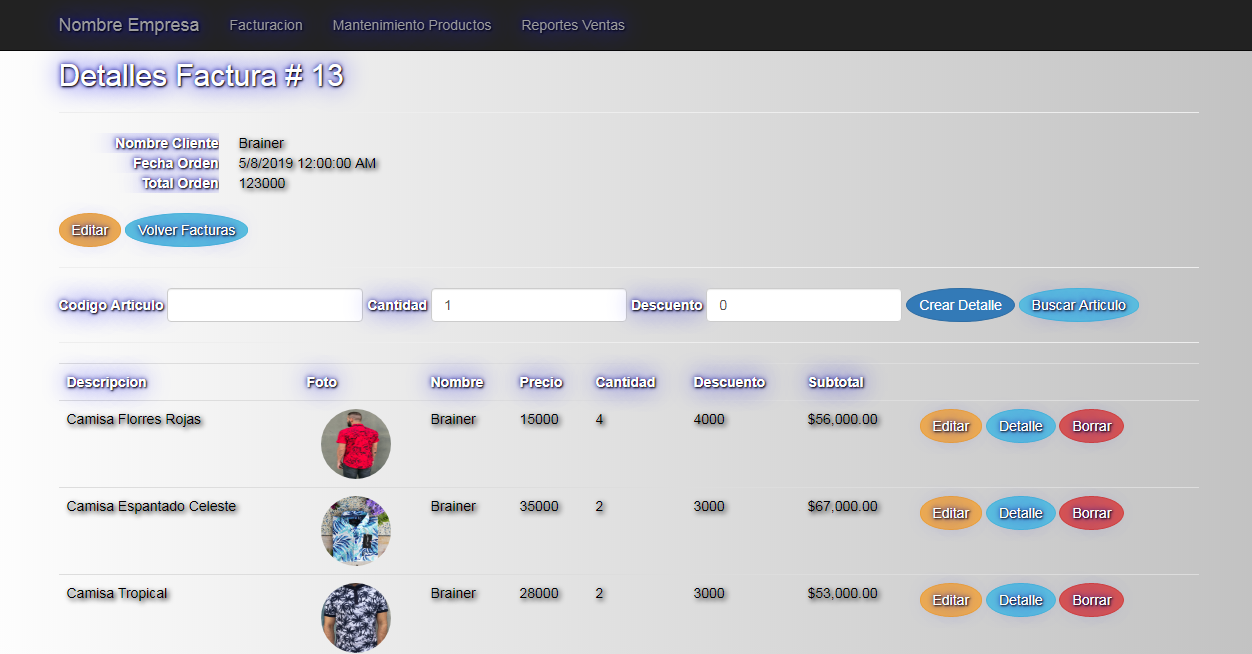 Nombre Empresa Facturacion Mantenimiento Productos Reportes Ventas
Detalles Factura # 13
Nombre Cliente Brainer
Fecha Orden 5/8/2019 12:00:00 AM
Total Orden 123000
Editar Volver Facturas
Codigo Articulo Cantidad 1 Descuento 0 Crear Detalle Buscar Articulo
Descripcion Foto Nombre Precio Cantidad Descuento Subtotal
Camisa Florres Rojas Brainer 15000 4 4000 $56,000.00 Editar Detalle Borrar
Camisa Espantado Celeste Brainer 35000 2 3000 $67,000.00 Editar Detalle Borrar
Camisa Tropical Brainer 28000 2 3000 $53,000.00 Editar Detalle Borrar